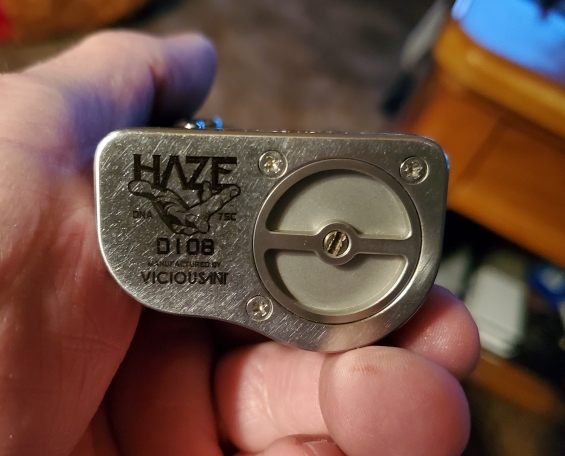 HAZE
DNA 75C
0108
MANUFACTURED BY
VICIOUSANT